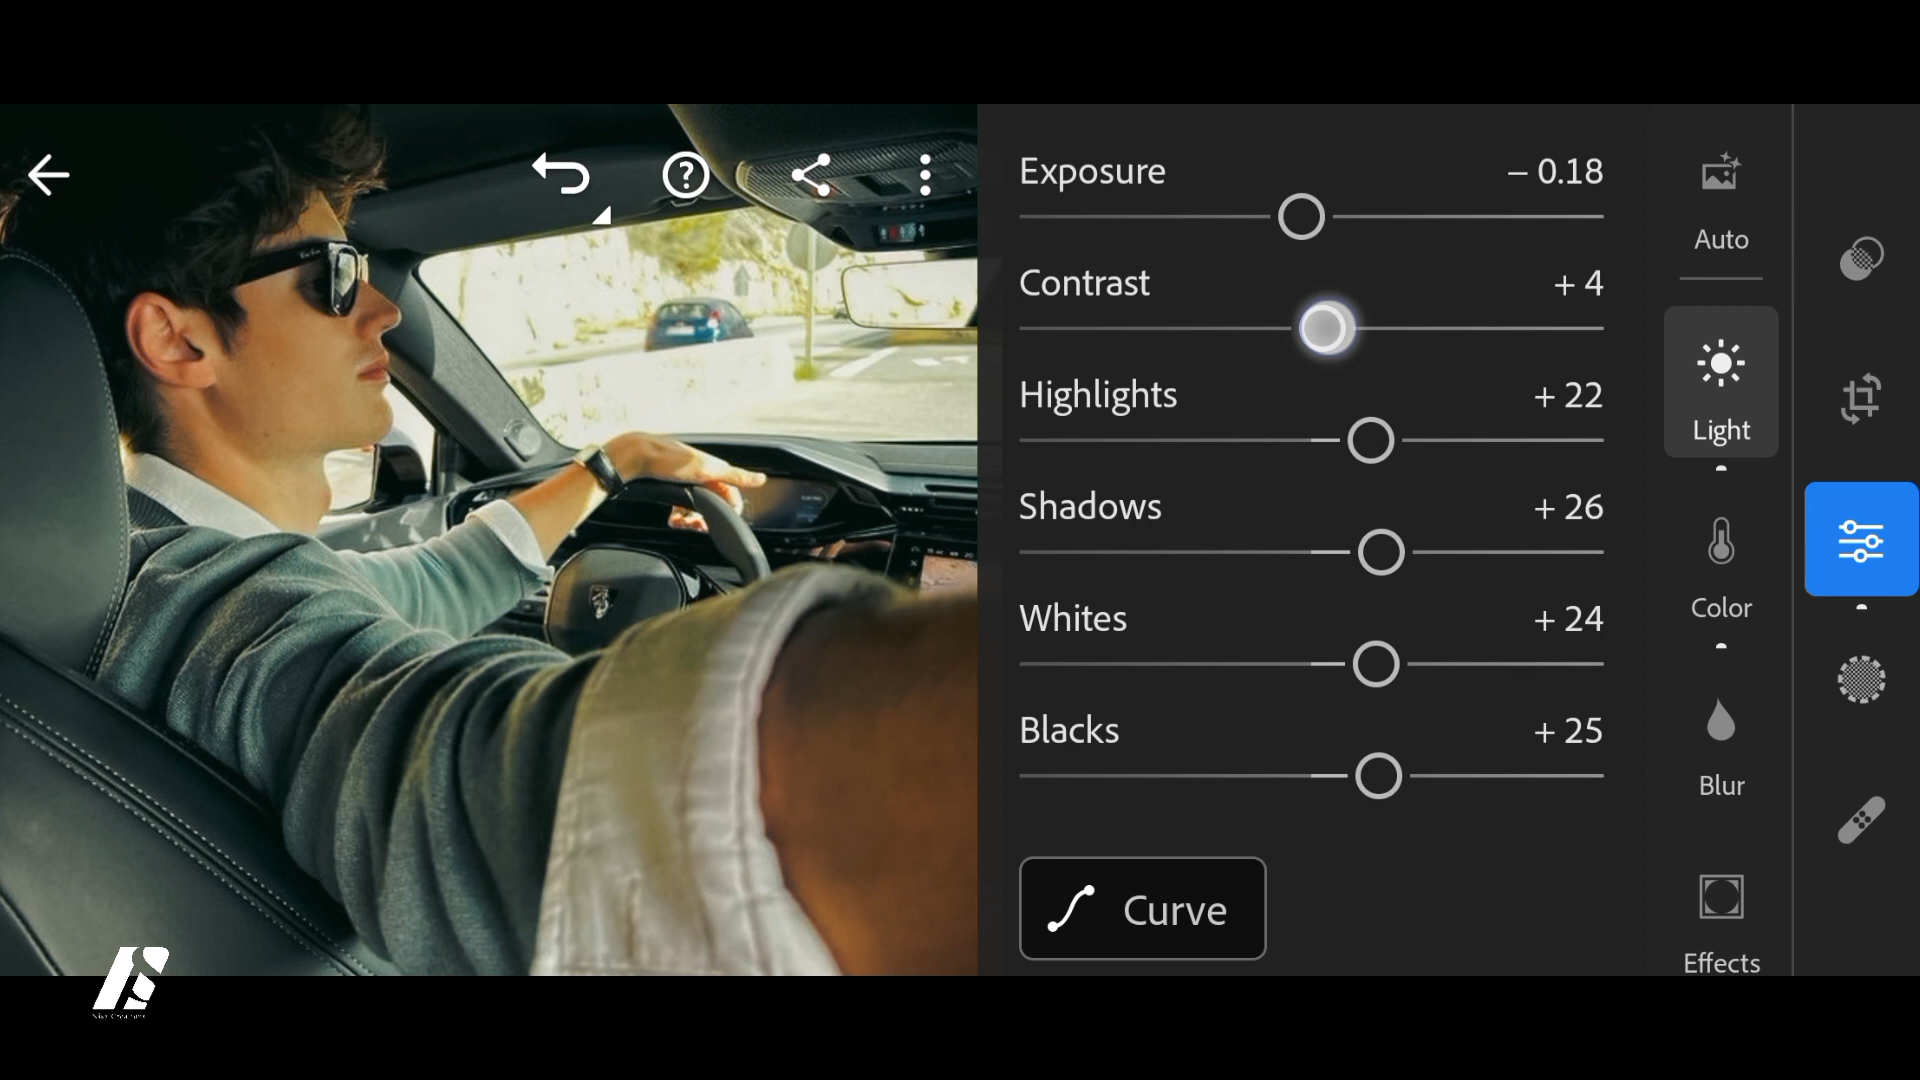 Exposure − 0.18
Contrast + 4
Highlights + 22
Shadows + 26
Whites + 24
Blacks + 25
Curve
Auto
Light
Color
Blur
Effects